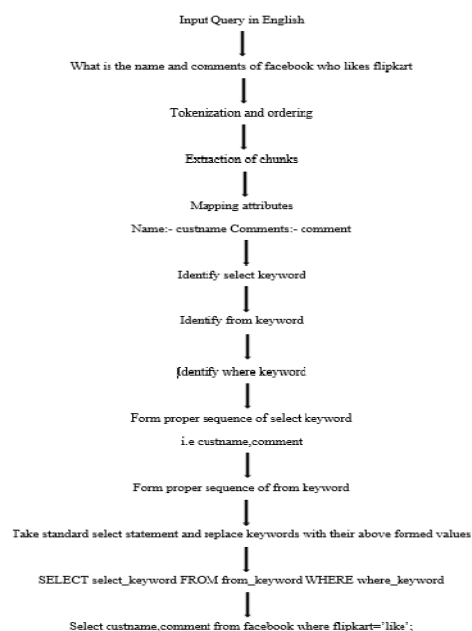 Input Query in English
What is the name and comments of facebook who likes flipkart
Tokenization and ordering
Extraction of chunks
Mapping attributes
Name:- custname Comments:- comment
Identify select keyword
Identify from keyword
Identify where keyword
Form proper sequence of select keyword
i.e custname,comment
Form proper sequence of from keyword
Take standard select statement and replace keywords with their above formed values
SELECT select_keyword FROM from_keyword WHERE where_keyword
Select custname,comment from facebook where flipkart='like';